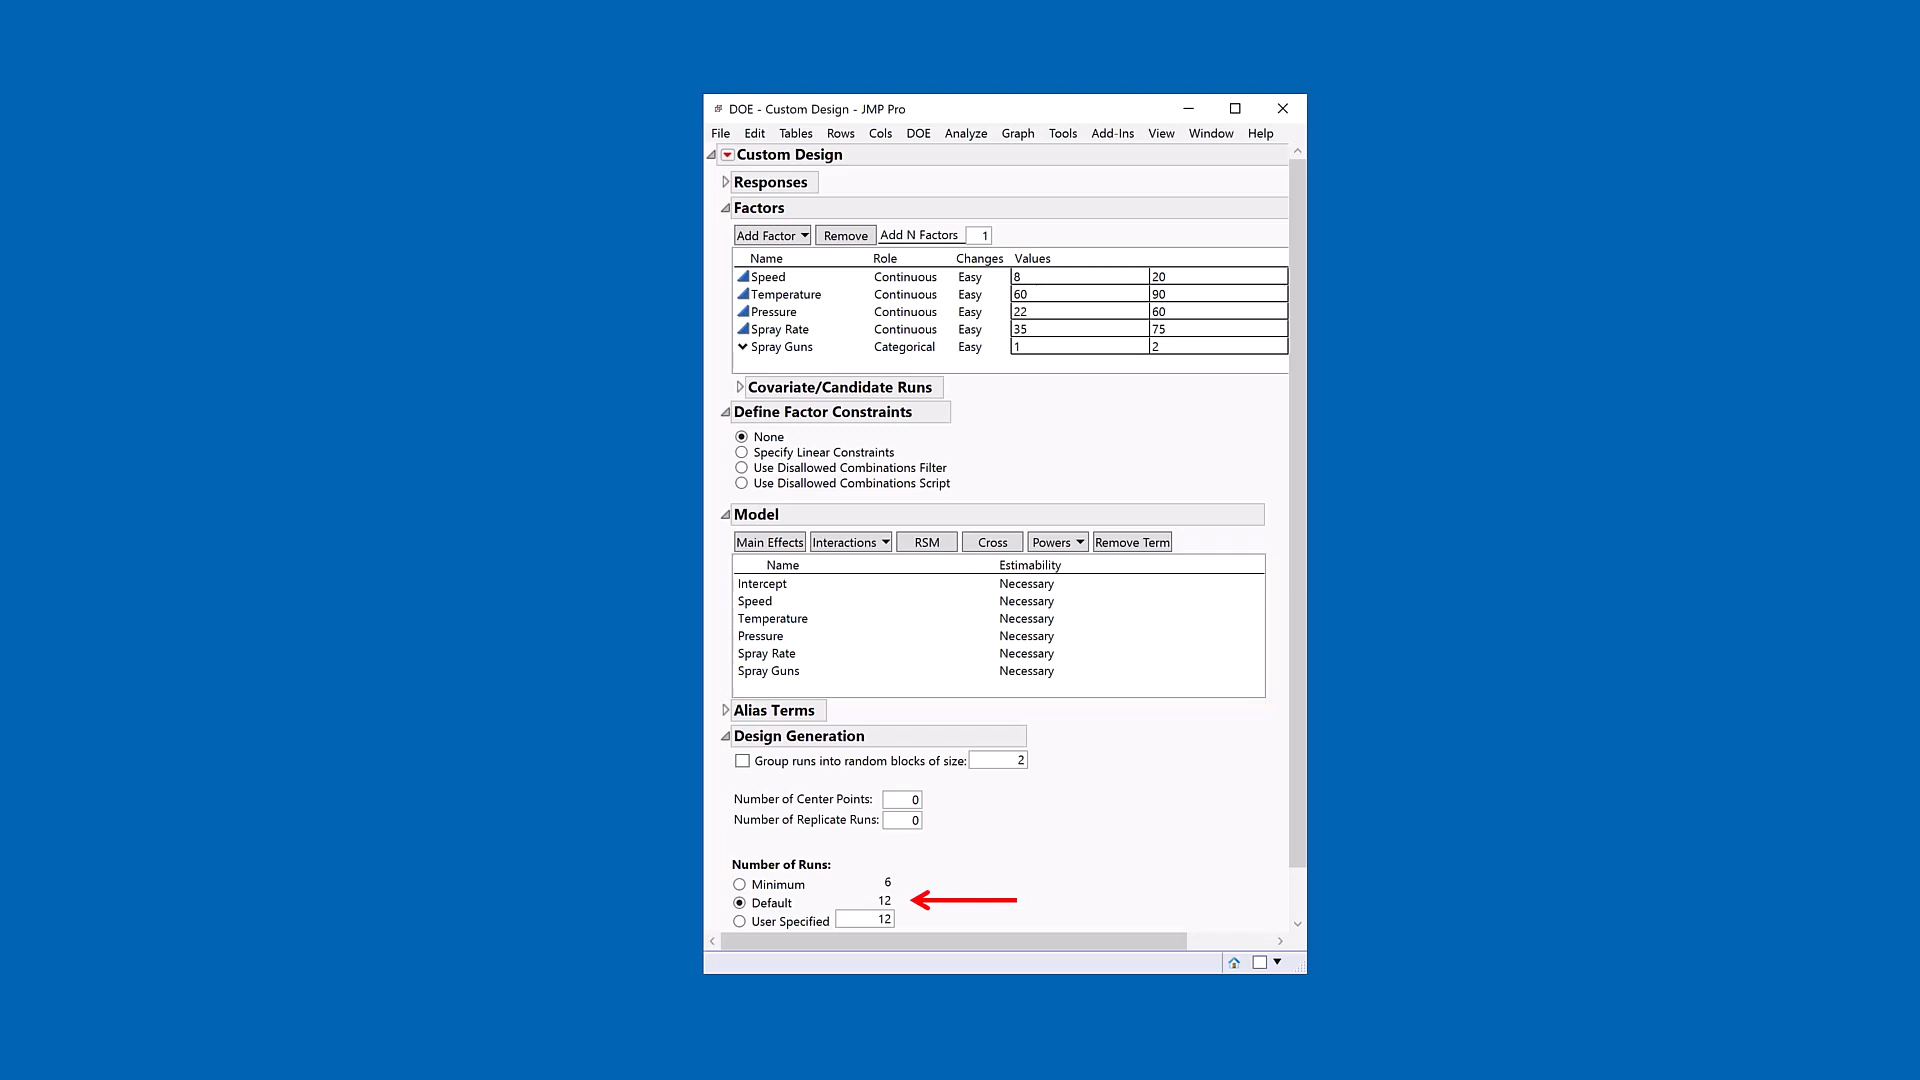 DOE - Custom Design - JMP Pro
File Edit Tables Rows Cols DOE Analyze Graph Tools Add-Ins View Window Help
Custom Design
Responses
Factors
Add Factor Remove Add N Factors 1
Name Role Changes Values
Speed Continuous Easy 8 20
Temperature Continuous Easy 60 90
Pressure Continuous Easy 22 60
Spray Rate Continuous Easy 35 75
Spray Guns Categorical Easy 1 2
Covariate/Candidate Runs
Define Factor Constraints
None
Specify Linear Constraints
Use Disallowed Combinations Filter
Use Disallowed Combinations Script
Model
Main Effects Interactions RSM Cross Powers Remove Term
Name Estimability
Intercept Necessary
Speed Necessary
Temperature Necessary
Pressure Necessary
Spray Rate Necessary
Spray Guns Necessary
Alias Terms
Design Generation
Group runs into random blocks of size: 2
Number of Center Points: 0
Number of Replicate Runs: 0
Number of Runs:
Minimum 6
Default 12
User Specified 12